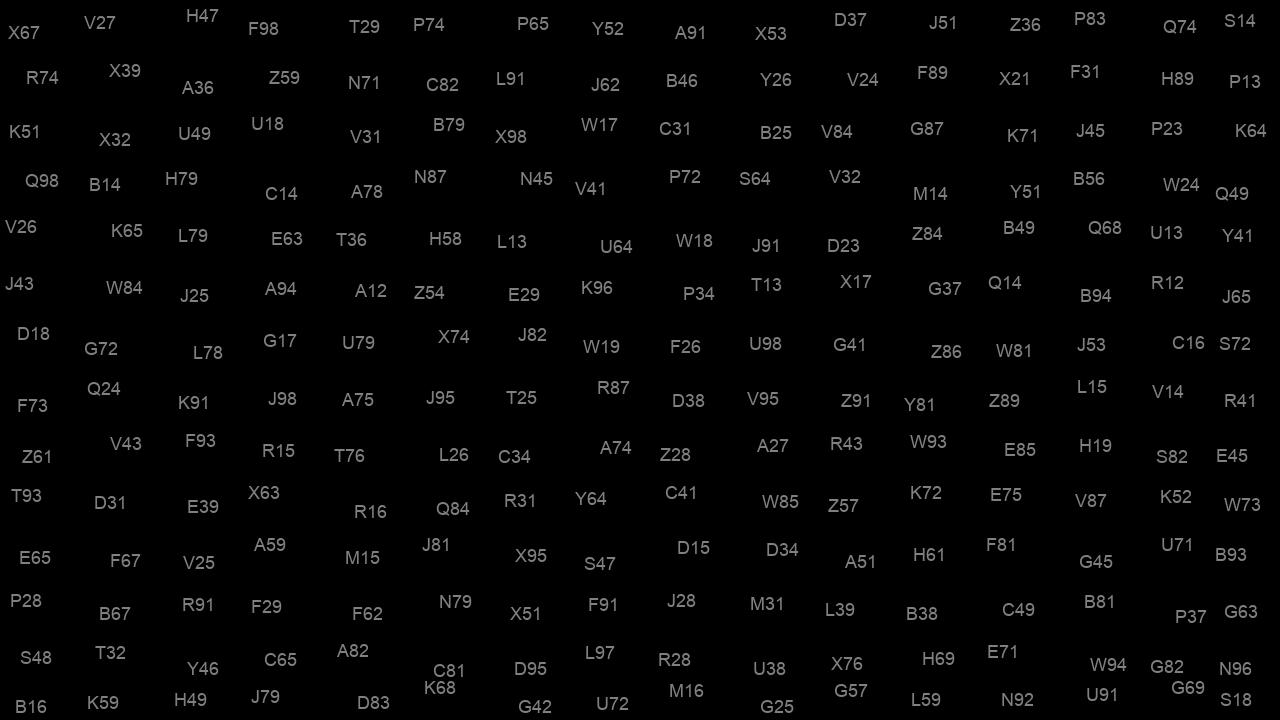 X67 V27 H47 F98 T29 P74 P65 Y52 A91 X53 D37 J51 Z36 P83 Q74 S14
R74 X39 A36 Z59 N71 C82 L91 J62 B46 Y26 V24 F89 X21 F31 H89 P13
K51 X32 U49 U18 V31 B79 X98 W17 C31 B25 V84 G87 K71 J45 P23 K64
Q98 B14 H79 C14 A78 N87 N45 V41 P72 S64 V32 M14 Y51 B56 W24 Q49
V26 K65 L79 E63 T36 H58 L13 U64 W18 J91 D23 Z84 B49 Q68 U13 Y41
J43 W84 J25 A94 A12 Z54 E29 K96 P34 T13 X17 G37 Q14 B94 R12 J65
D18 G72 L78 G17 U79 X74 J82 W19 F26 U98 G41 Z86 W81 J53 C16 S72
F73 Q24 K91 J98 A75 J95 T25 R87 D38 V95 Z91 Y81 Z89 L15 V14 R41
Z61 V43 F93 R15 T76 L26 C34 A74 Z28 A27 R43 W93 E85 H19 S82 E45
T93 D31 E39 X63 R16 Q84 R31 Y64 C41 W85 Z57 K72 E75 V87 K52 W73
E65 F67 V25 A59 M15 J81 X95 S47 D15 D34 A51 H61 F81 G45 U71 B93
P28 B67 R91 F29 F62 N79 X51 F91 J28 M31 L39 B38 C49 B81 P37 G63
S48 T32 Y46 C65 A82 C81 D95 L97 R28 U38 X76 H69 E71 W94 G82 N96
B16 K59 H49 J79 D83 K68 G42 U72 M16 G25 G57 L59 N92 U91 G69 S18